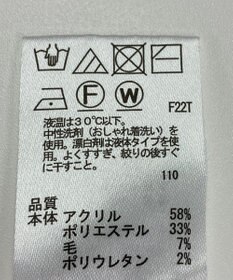 F W F22T
液温は30℃以下。
中性洗剤(おしゃれ着洗い)を
使用。漂白剤は液体タイプを使
用。よくすすぎ、絞りの後すぐ
に干すこと。
110
品質
本体 アクリル 58%
ポリエステル 33%
毛 7%
ポリウレタン 2%